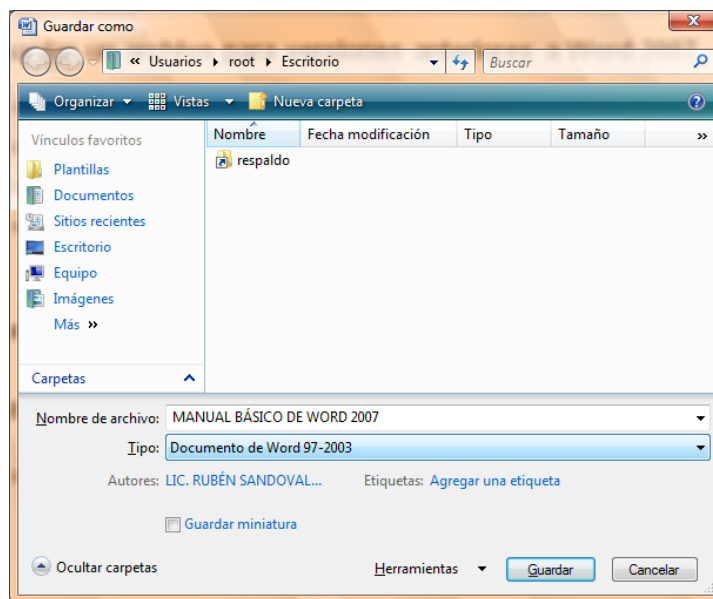 Guardar como
« Usuarios ▸ root ▸ Escritorio
Buscar
Organizar
Vistas
Nueva carpeta
Vínculos favoritos
Nombre
Fecha modificación
Tipo
Tamaño
»
respaldo
Plantillas
Documentos
Sitios recientes
Escritorio
Equipo
Imágenes
Más »
Carpetas
Nombre de archivo: MANUAL BÁSICO DE WORD 2007
Tipo: Documento de Word 97-2003
Autores: LIC. RUBÉN SANDOVAL...
Etiquetas: Agregar una etiqueta
Guardar miniatura
Ocultar carpetas
Herramientas
Guardar
Cancelar